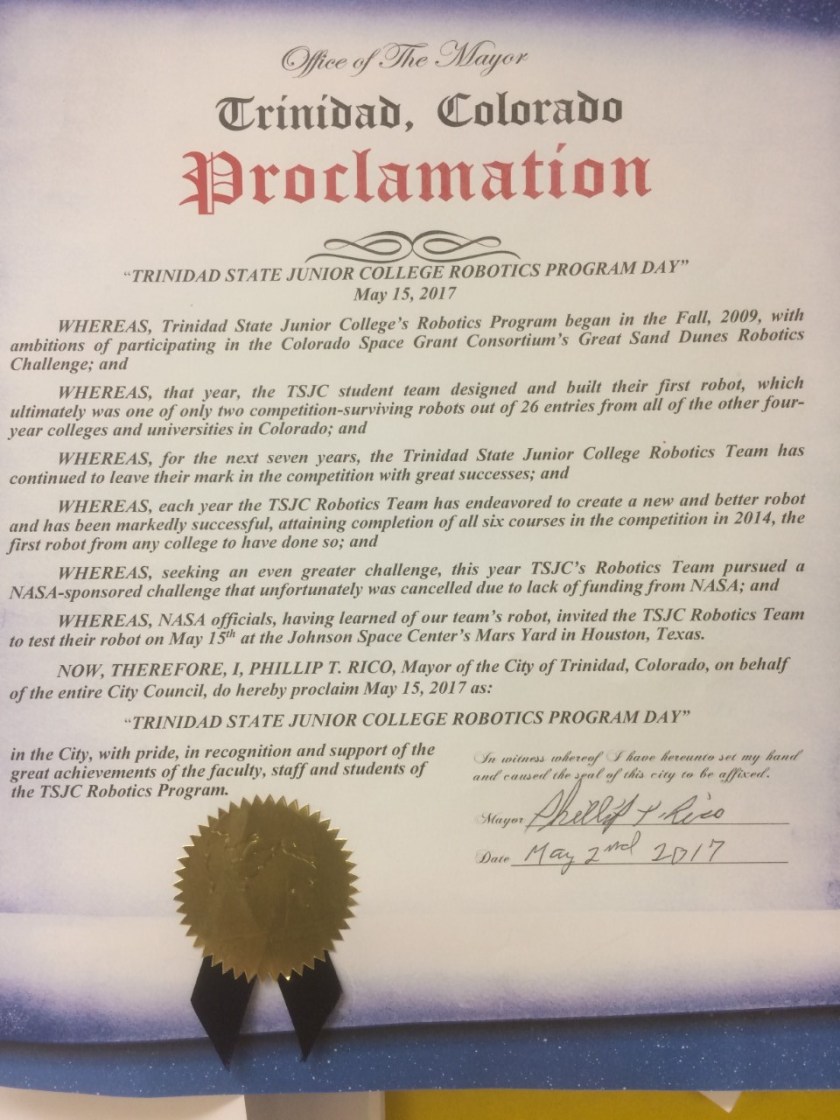 Office of The Mayor
Trinidad, Colorado
Proclamation
“TRINIDAD STATE JUNIOR COLLEGE ROBOTICS PROGRAM DAY”
May 15, 2017
WHEREAS, Trinidad State Junior College’s Robotics Program began in the Fall, 2009, with
ambitions of participating in the Colorado Space Grant Consortium’s Great Sand Dunes Robotics
Challenge; and
WHEREAS, that year, the TSJC student team designed and built their first robot, which
ultimately was one of only two competition-surviving robots out of 26 entries from all of the other four-
year colleges and universities in Colorado; and
WHEREAS, for the next seven years, the Trinidad State Junior College Robotics Team has
continued to leave their mark in the competition with great successes; and
WHEREAS, each year the TSJC Robotics Team has endeavored to create a new and better robot
and has been markedly successful, attaining completion of all six courses in the competition in 2014, the
first robot from any college to have done so; and
WHEREAS, seeking an even greater challenge, this year TSJC’s Robotics Team pursued a
NASA-sponsored challenge that unfortunately was cancelled due to lack of funding from NASA; and
WHEREAS, NASA officials, having learned of our team’s robot, invited the TSJC Robotics Team
to test their robot on May 15th at the Johnson Space Center’s Mars Yard in Houston, Texas.
NOW, THEREFORE, I, PHILLIP T. RICO, Mayor of the City of Trinidad, Colorado, on behalf
of the entire City Council, do hereby proclaim May 15, 2017 as:
“TRINIDAD STATE JUNIOR COLLEGE ROBOTICS PROGRAM DAY”
in the City, with pride, in recognition and support of the
great achievements of the faculty, staff and students of
the TSJC Robotics Program.
In witness whereof I have hereunto set my hand
and caused the seal of this city to be affixed.
Mayor Phillip T. Rico
Date May 2nd 2017